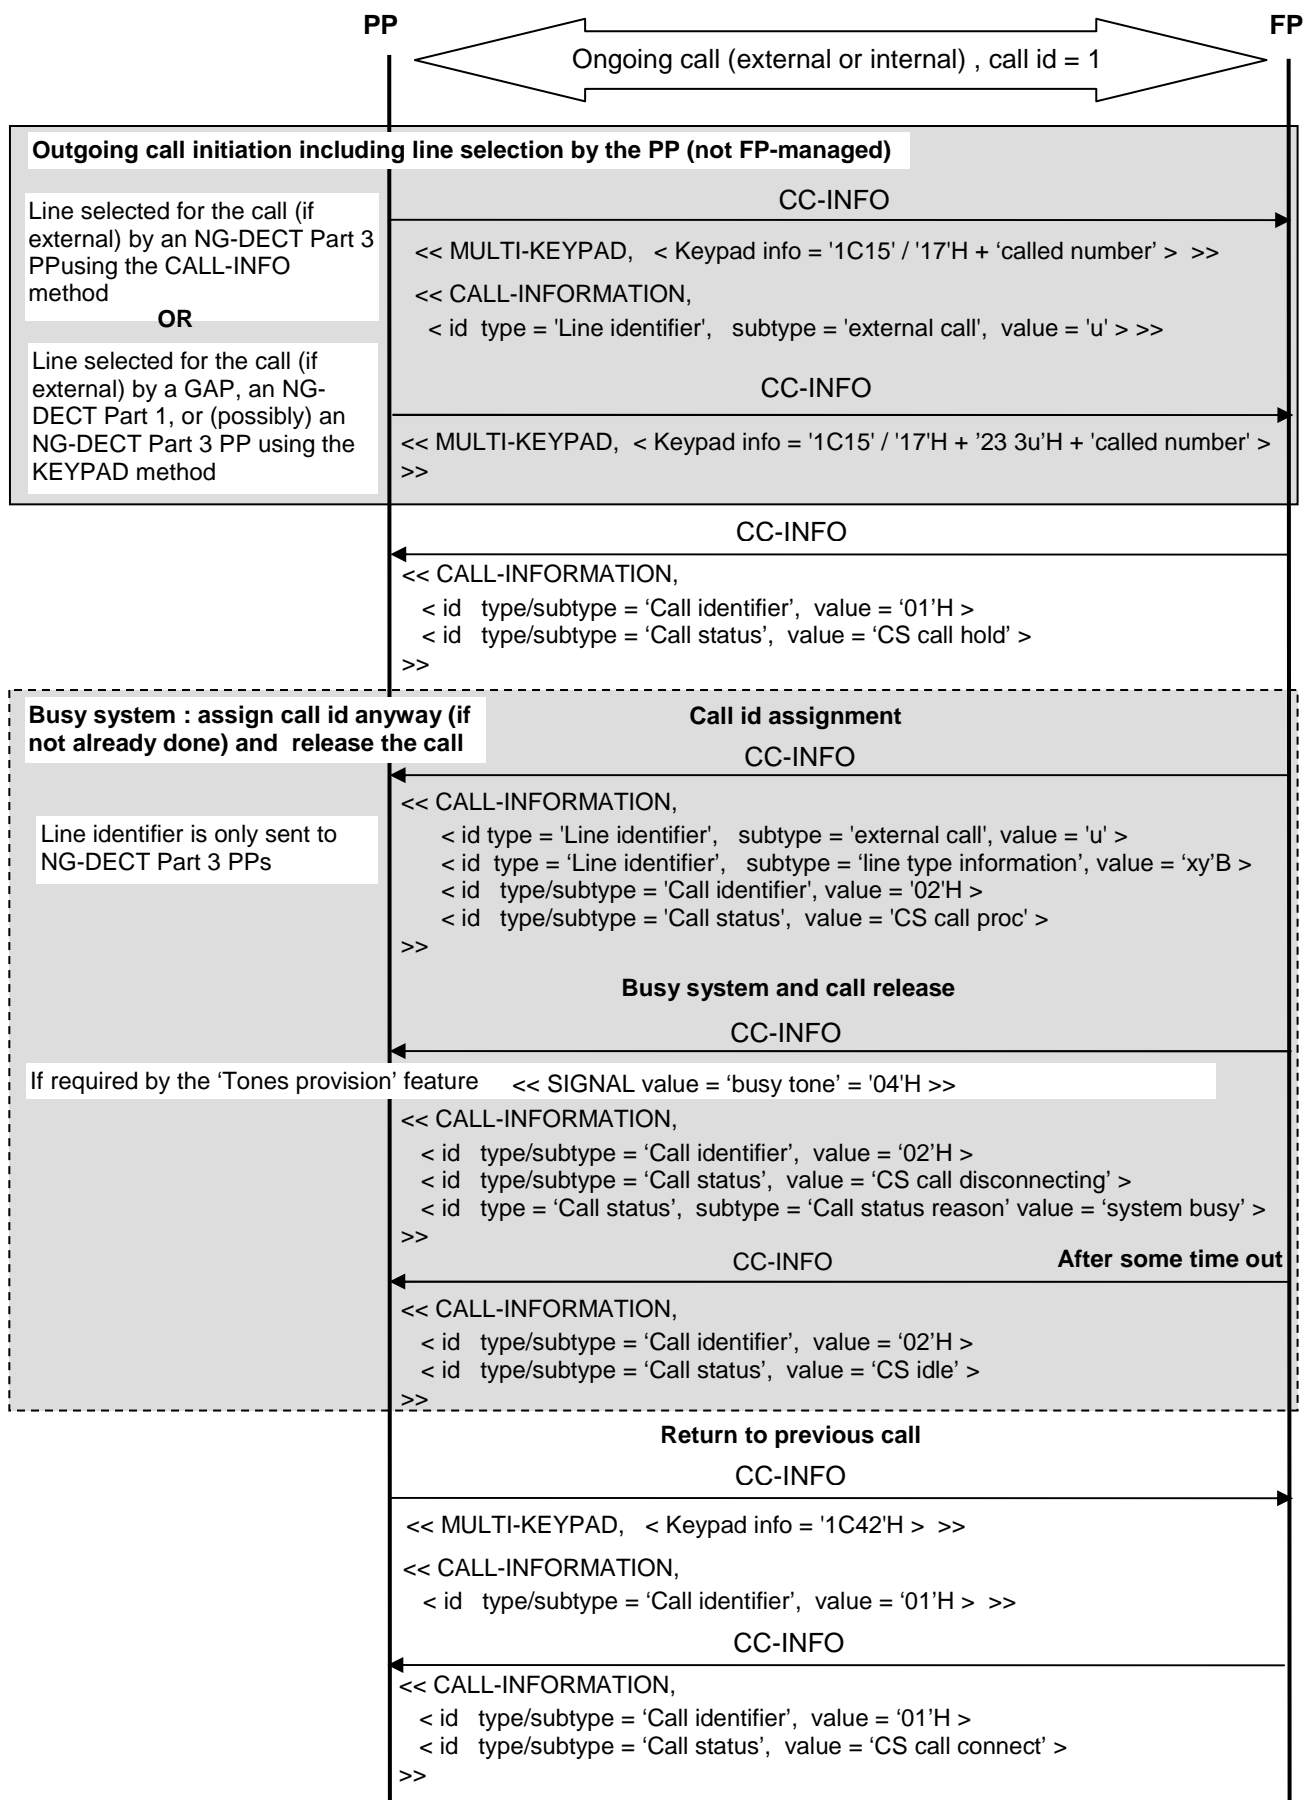 PP
FP
Ongoing call (external or internal) , call id = 1
Outgoing call initiation including line selection by the PP (not FP-managed)
Line selected for the call (if
external) by an NG-DECT Part 3
PPusing the CALL-INFO
method
OR
Line selected for the call (if
external) by a GAP, an NG-
DECT Part 1, or (possibly) an
NG-DECT Part 3 PP using the
KEYPAD method
CC-INFO
<< MULTI-KEYPAD, < Keypad info = '1C15' / '17'H + ‘called number’ > >>
<< CALL-INFORMATION,
< id type = 'Line identifier', subtype = 'external call', value = 'u' > >>
CC-INFO
<< MULTI-KEYPAD, < Keypad info = '1C15' / '17'H + '23 3u'H + 'called number' >
>>
CC-INFO
<< CALL-INFORMATION,
< id type/subtype = ‘Call identifier’, value = ‘01’H >
< id type/subtype = ‘Call status’, value = ‘CS call hold’ >
>>
Busy system : assign call id anyway (if
not already done) and release the call
Call id assignment
CC-INFO
Line identifier is only sent to
NG-DECT Part 3 PPs
<< CALL-INFORMATION,
< id type = 'Line identifier', subtype = 'external call', value = 'u' >
< id type = ‘Line identifier’, subtype = ‘line type information’, value = ‘xy’B >
< id type/subtype = 'Call identifier', value = '02'H >
< id type/subtype = 'Call status', value = 'CS call proc' >
>>
Busy system and call release
CC-INFO
If required by the ‘Tones provision’ feature << SIGNAL value = ‘busy tone’ = '04'H >>
<< CALL-INFORMATION,
< id type/subtype = ‘Call identifier’, value = ‘02’H >
< id type/subtype = ‘Call status’, value = ‘CS call disconnecting’ >
< id type = ‘Call status’, subtype = ‘Call status reason’ value = ‘system busy’ >
>>
CC-INFO
After some time out
<< CALL-INFORMATION,
< id type/subtype = ‘Call identifier’, value = ‘02’H >
< id type/subtype = ‘Call status’, value = ‘CS idle’ >
>>
Return to previous call
CC-INFO
<< MULTI-KEYPAD, < Keypad info = '1C42'H > >>
<< CALL-INFORMATION,
< id type/subtype = ‘Call identifier’, value = ‘01’H > >>
CC-INFO
<< CALL-INFORMATION,
< id type/subtype = ‘Call identifier’, value = ‘01’H >
< id type/subtype = ‘Call status’, value = ‘CS call connect’ >
>>